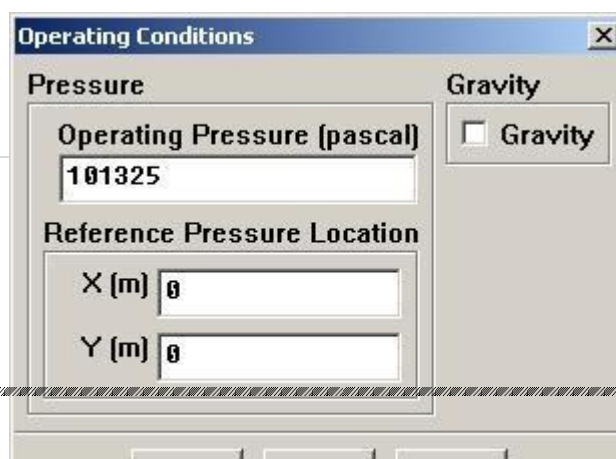 Operating Conditions
Pressure
Gravity
Operating Pressure (pascal)
Gravity
101325
Reference Pressure Location
X (m) 0
Y (m) 0